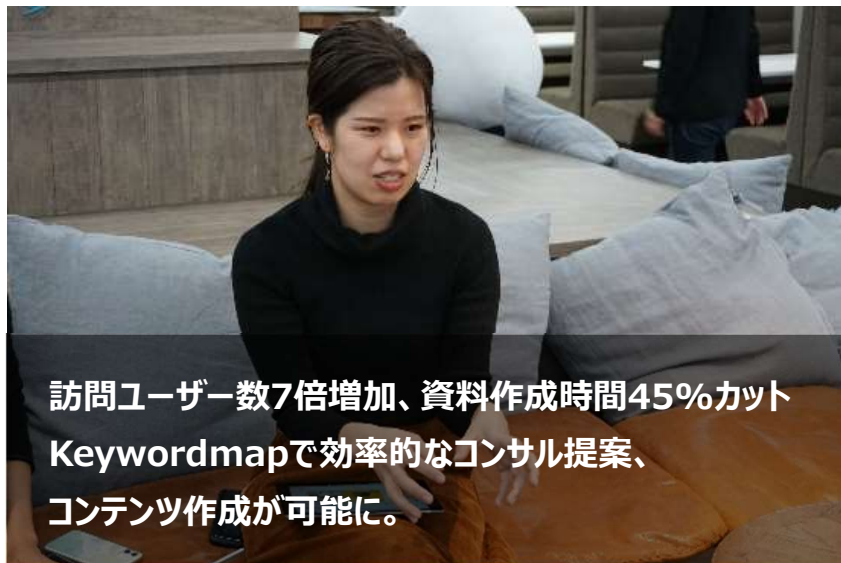 訪問ユーザー数7倍増加、資料作成時間45%カット
Keywordmapで効率的なコンサル提案、
コンテンツ作成が可能に。